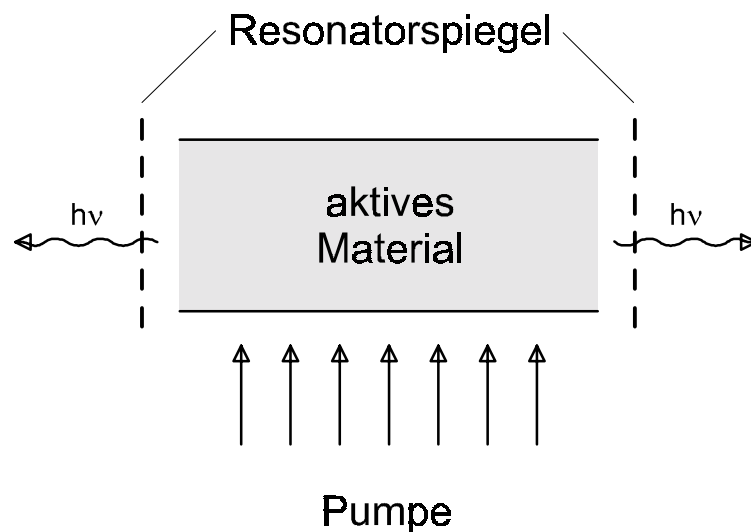 Resonatorspiegel
aktives
Material
hν
hν
Pumpe